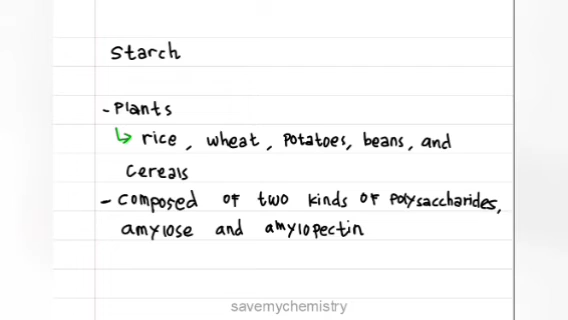 Starch
- Plants
↳ rice, wheat, potatoes, beans, and
cereals
- composed of two kinds of polysaccharides,
amylose and amylopectin
savemychemistry